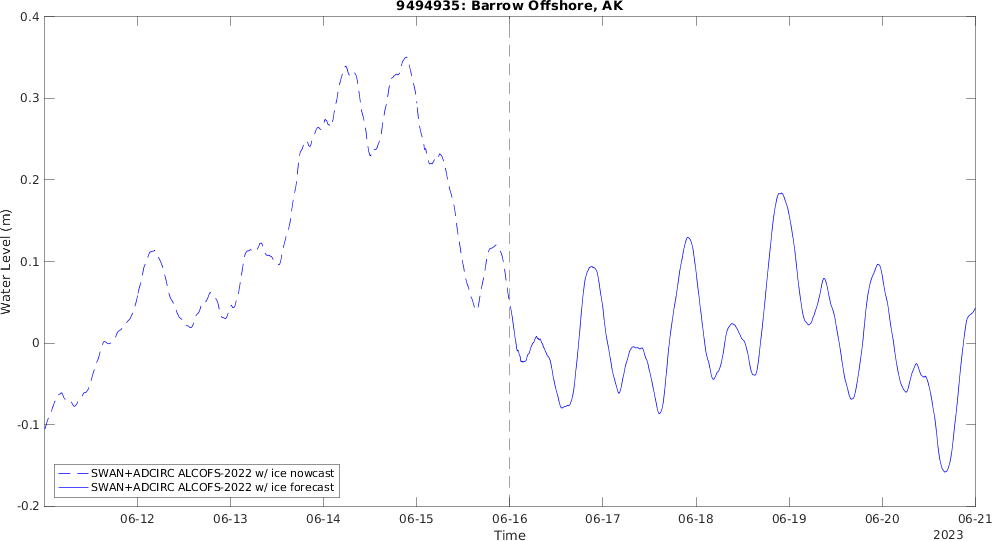 9494935: Barrow Offshore, AK
Water Level (m)
0.4
0.3
0.2
0.1
0
-0.1
-0.2
SWAN+ADCIRC ALCOFS-2022 w/ ice nowcast
SWAN+ADCIRC ALCOFS-2022 w/ ice forecast
06-12 06-13 06-14 06-15 06-16 06-17 06-18 06-19 06-20 06-21
Time
2023